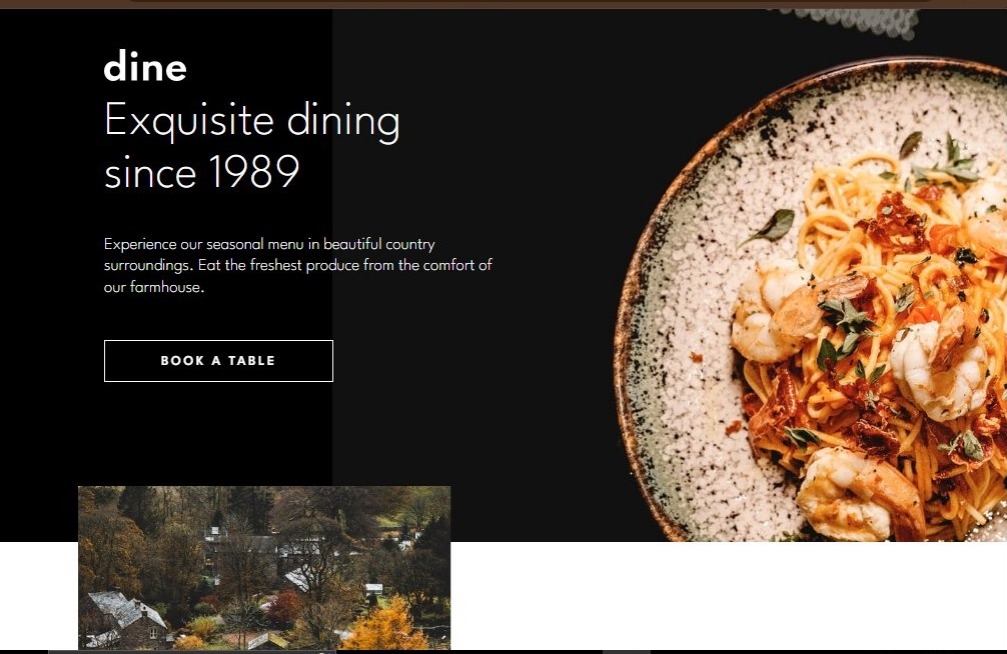 dine
Exquisite dining
since 1989
Experience our seasonal menu in beautiful country
surroundings. Eat the freshest produce from the comfort of
our farmhouse.
BOOK A TABLE